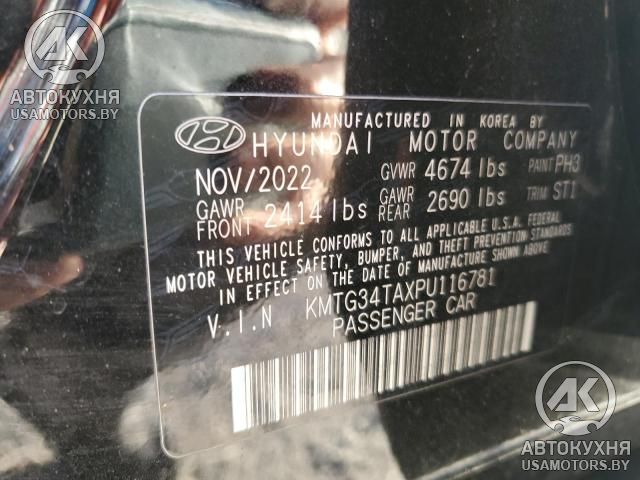 AK
АВТОКУХНЯ
USAMOTORS.BY
MANUFACTURED IN KOREA BY
HYUNDAI MOTOR COMPANY
NOV/2022 GVWR 4674 lbs PAINT PH3
GAWR FRONT 2414 lbs GAWR REAR 2690 lbs TRIM ST1
THIS VEHICLE CONFORMS TO ALL APPLICABLE U.S.A. FEDERAL
MOTOR VEHICLE SAFETY, BUMPER, AND THEFT PREVENTION STANDARDS
IN EFFECT ON THE DATE OF MANUFACTURE SHOWN ABOVE
V.I.N KMTG34TAXPU116781
PASSENGER CAR
AK
АВТОКУХНЯ
USAMOTORS.BY